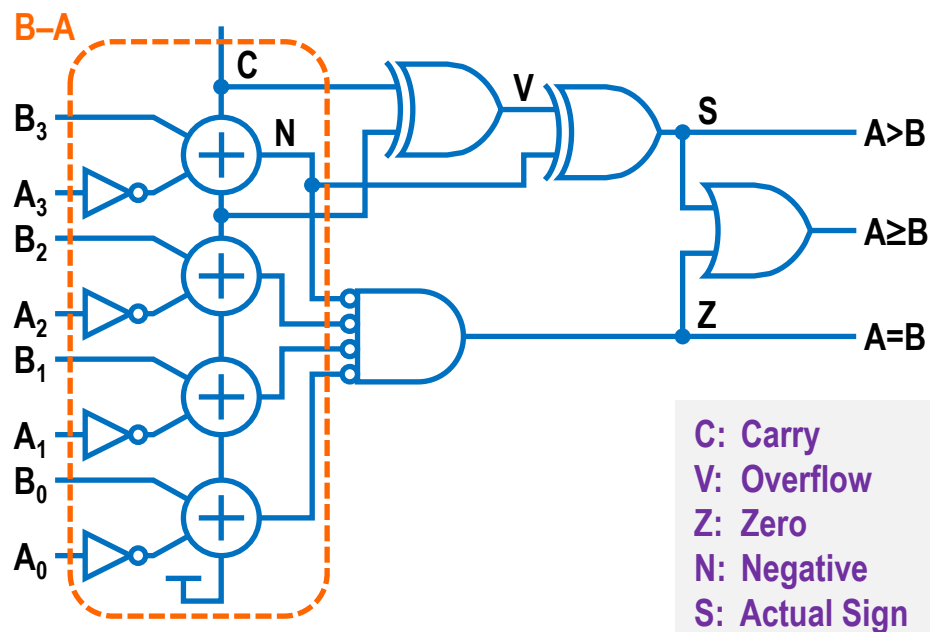 B–A
C
V
S
B₃
N
A>B
A₃
B₂
A≥B
A₂
Z
B₁
A=B
A₁
B₀
A₀
C: Carry
V: Overflow
Z: Zero
N: Negative
S: Actual Sign